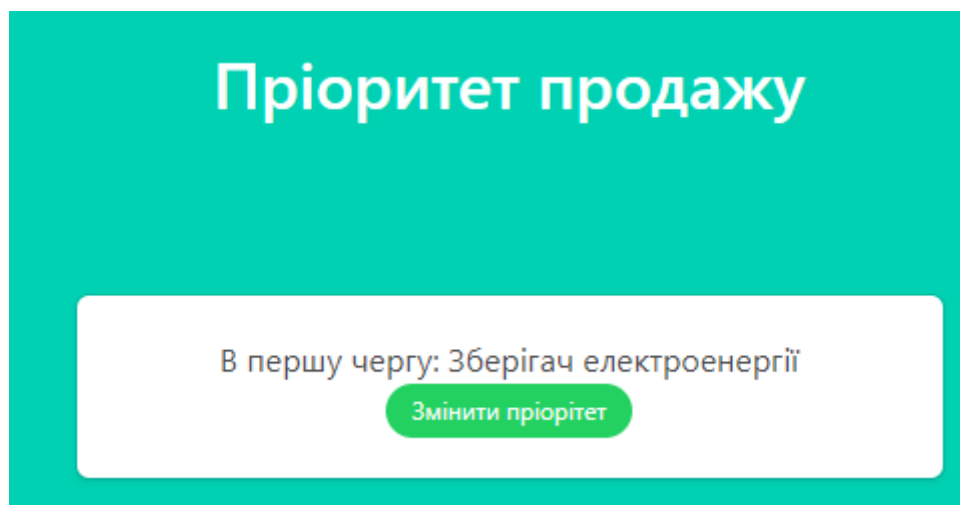 Пріоритет продажу
В першу чергу: Зберігач електроенергії
Змінити пріорітет